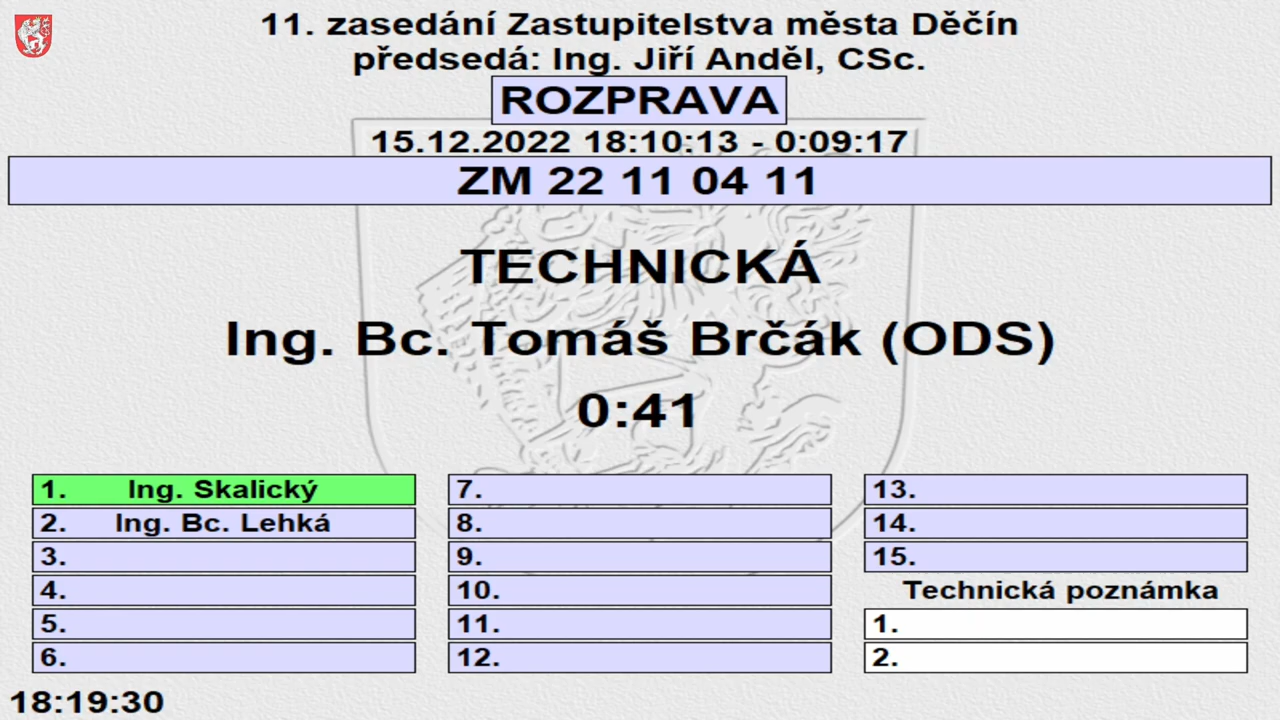 11. zasedání Zastupitelstva města Děčín
předsedá: Ing. Jiří Anděl, CSc.
ROZPRAVA
15.12.2022 18:10:13 - 0:09:17
ZM 22 11 04 11
TECHNICKÁ
Ing. Bc. Tomáš Brčák (ODS)
0:41
1. Ing. Skalický
2. Ing. Bc. Lehká
3.
4.
5.
6.
7.
8.
9.
10.
11.
12.
13.
14.
15.
Technická poznámka
1.
2.
18:19:30